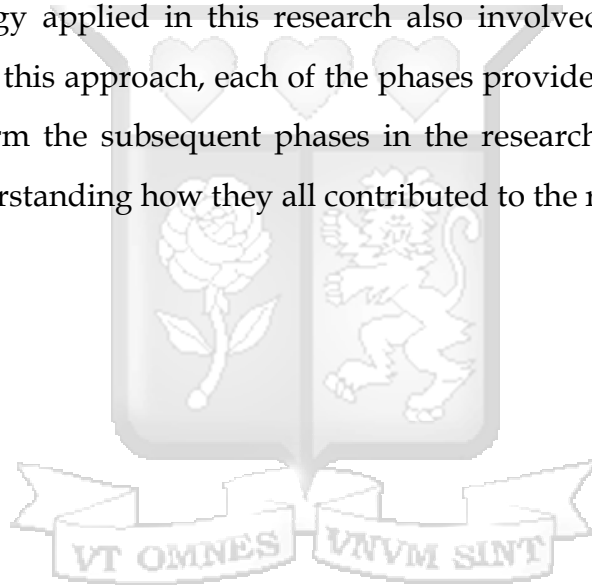 gy applied in this research also involved
this approach, each of the phases provide
rm the subsequent phases in the research
rstanding how they all contributed to the r
VT OMNES VNVM SINT